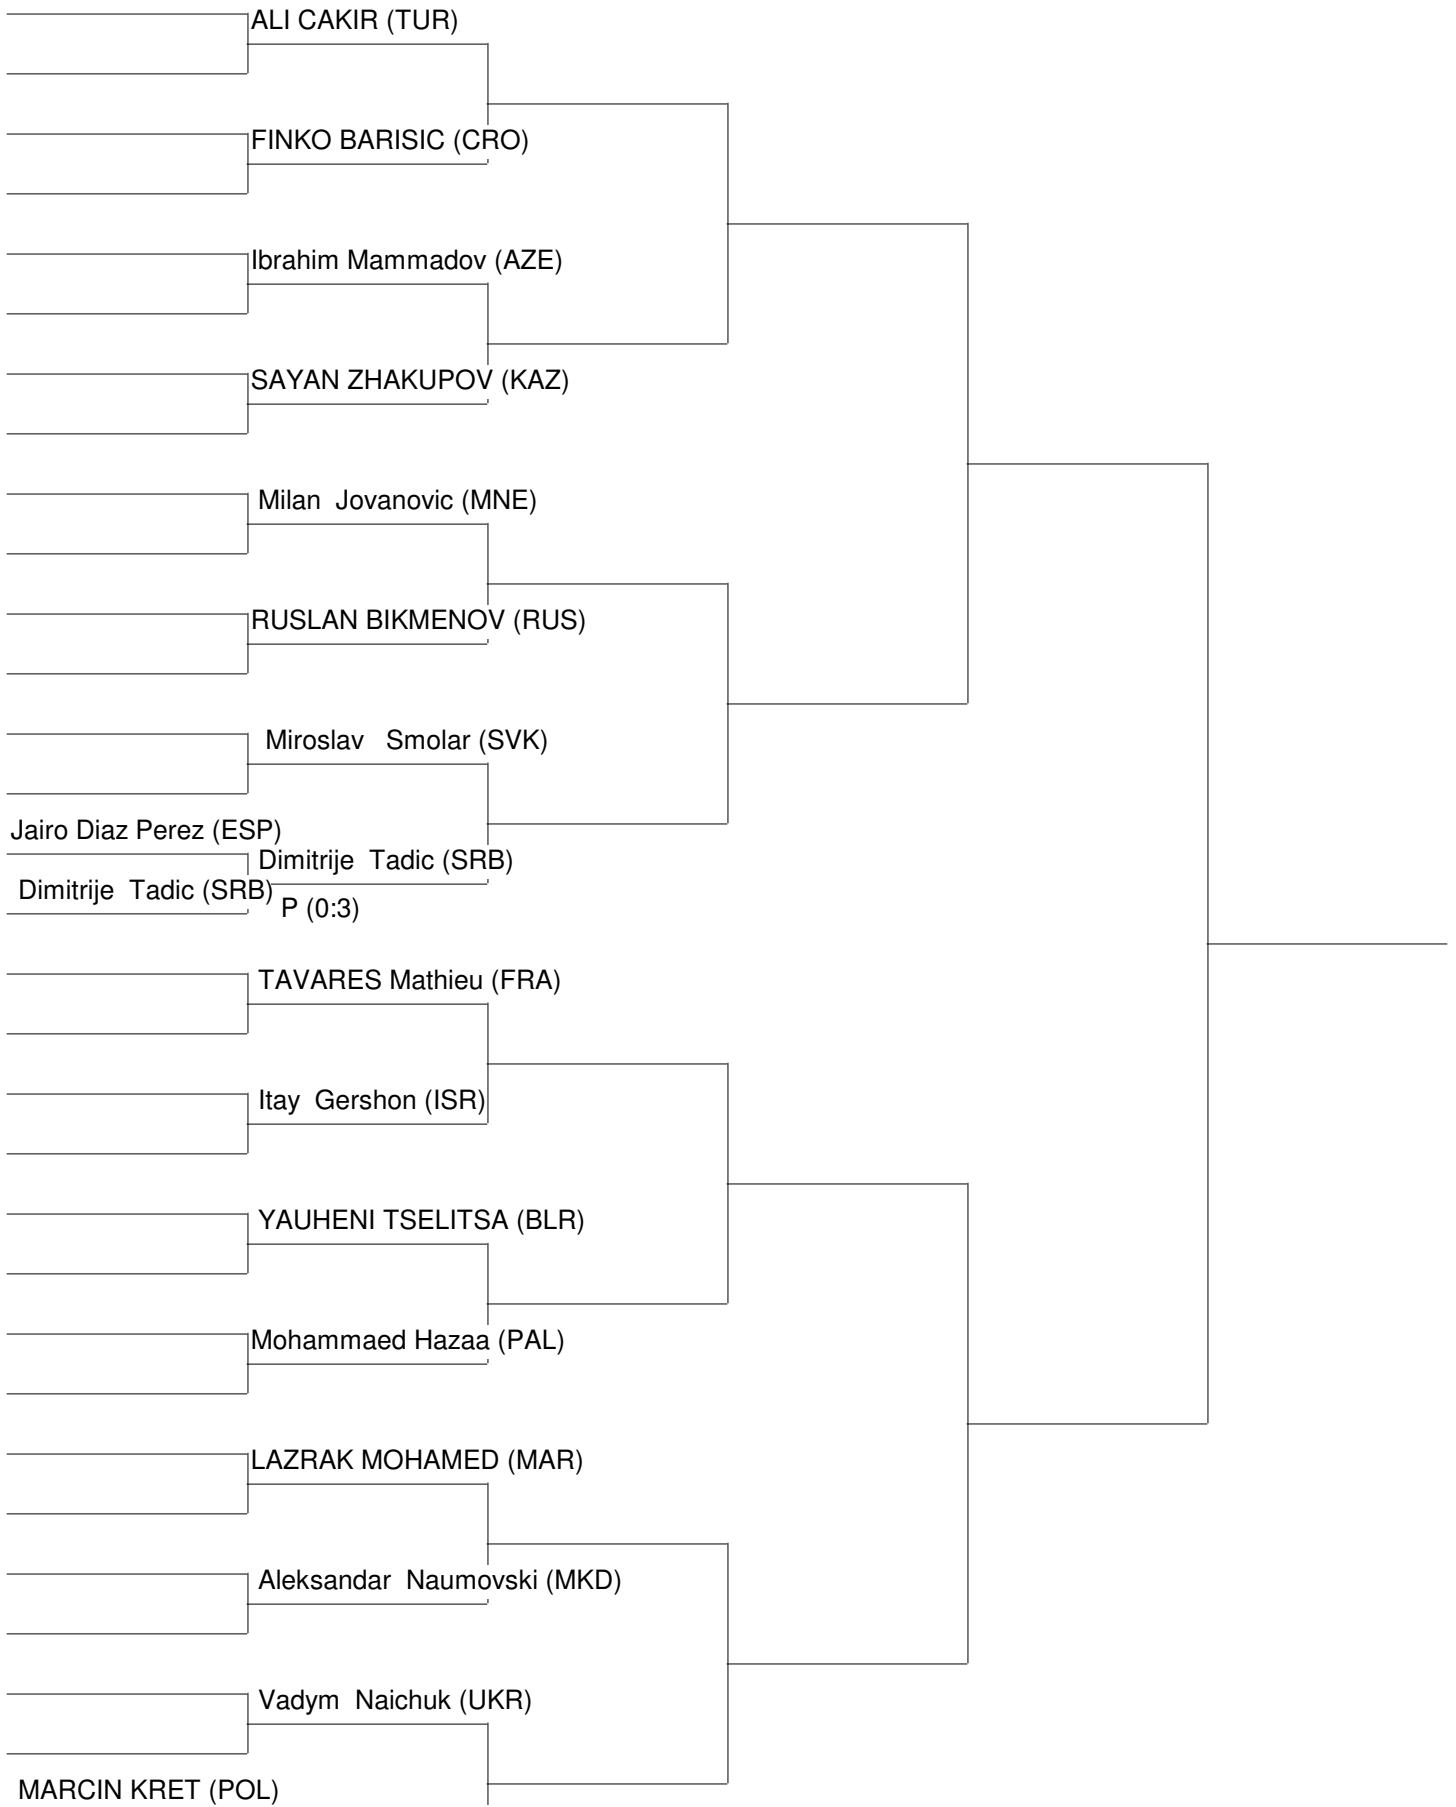 ALI CAKIR (TUR)
FINKO BARISIC (CRO)
Ibrahim Mammadov (AZE)
SAYAN ZHAKUPOV (KAZ)
Milan Jovanovic (MNE)
RUSLAN BIKMENOV (RUS)
Miroslav Smolar (SVK)
Jairo Diaz Perez (ESP)
Dimitrije Tadic (SRB)
Dimitrije Tadic (SRB)
P (0:3)
TAVARES Mathieu (FRA)
Itay Gershon (ISR)
YAUHENI TSELITSA (BLR)
Mohammaed Hazaa (PAL)
LAZRAK MOHAMED (MAR)
Aleksandar Naumovski (MKD)
Vadym Naichuk (UKR)
MARCIN KRET (POL)